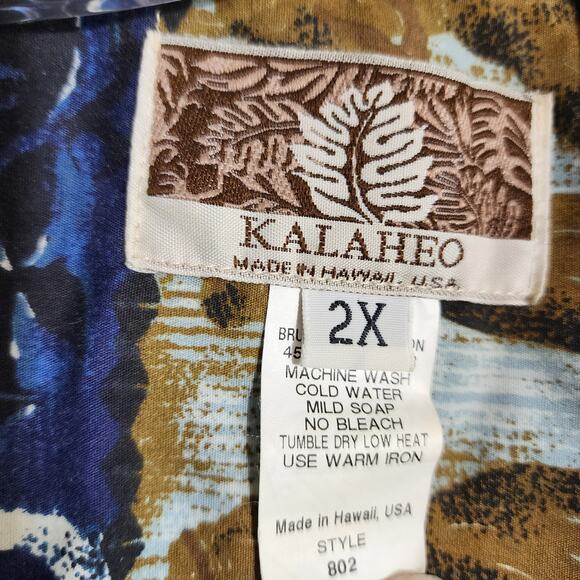 KALAHEO
MADE IN HAWAII, USA
2X
MACHINE WASH
COLD WATER
MILD SOAP
NO BLEACH
TUMBLE DRY LOW HEAT
USE WARM IRON
Made in Hawaii, USA
STYLE
802